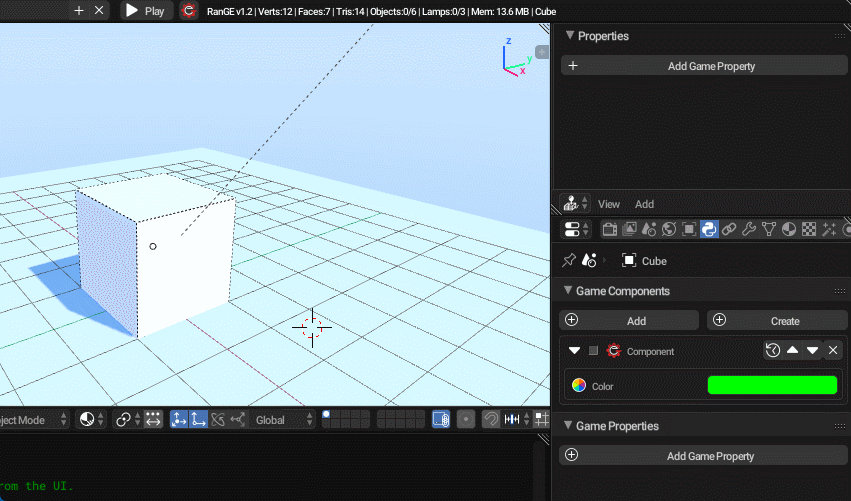 Play
RanGE v1.2 | Verts:12 | Faces:7 | Tris:14 | Objects:0/6 | Lamps:0/3 | Mem: 13.6 MB | Cube
Properties
Add Game Property
z
y
x
View Add
Cube
Game Components
Add
Create
Component
Color
ject Mode
Global
Game Properties
Add Game Property
rom the UI.